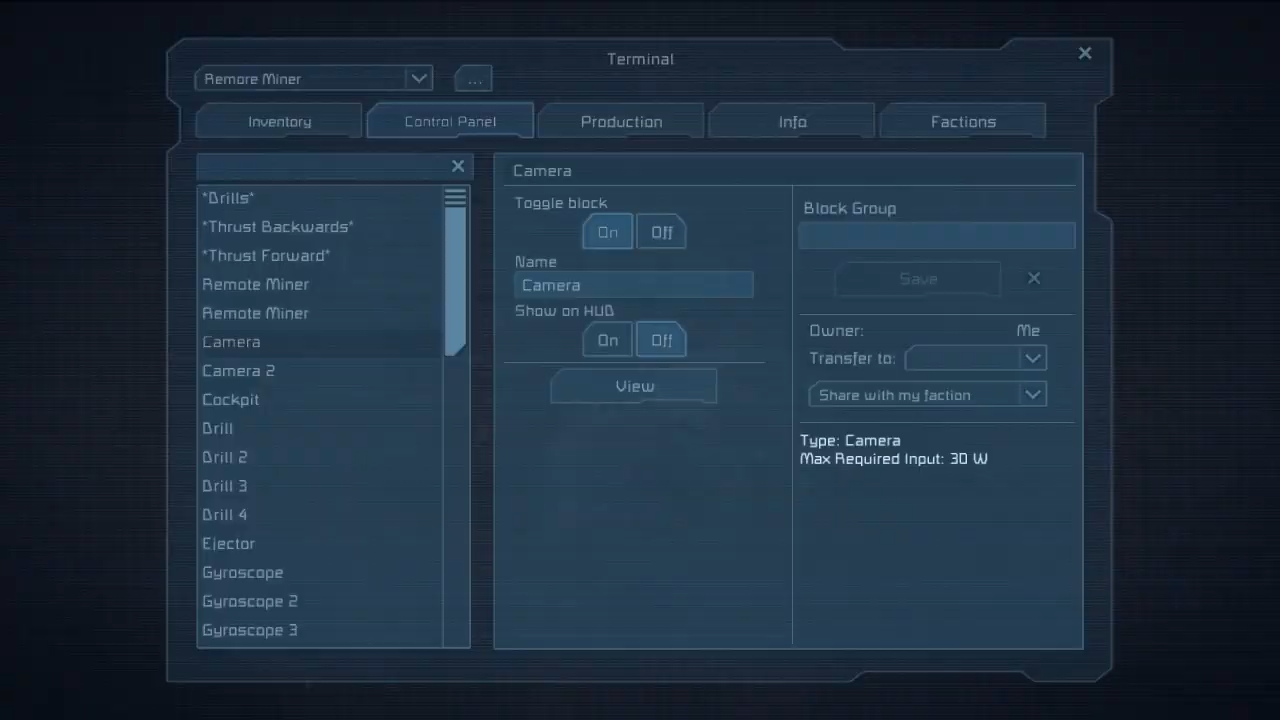 Terminal
Remore Miner
...
Inventory
Control Panel
Production
Info
Factions
*Drills*
*Thrust Backwards*
*Thrust Forward*
Remote Miner
Remote Miner
Camera
Camera 2
Cockpit
Drill
Drill 2
Drill 3
Drill 4
Ejector
Gyroscope
Gyroscope 2
Gyroscope 3
Camera
Toggle block
On
Off
Name
Camera
Show on HUD
On
Off
View
Block Group
Save
Owner: Me
Transfer to:
Share with my faction
Type: Camera
Max Required Input: 30 W